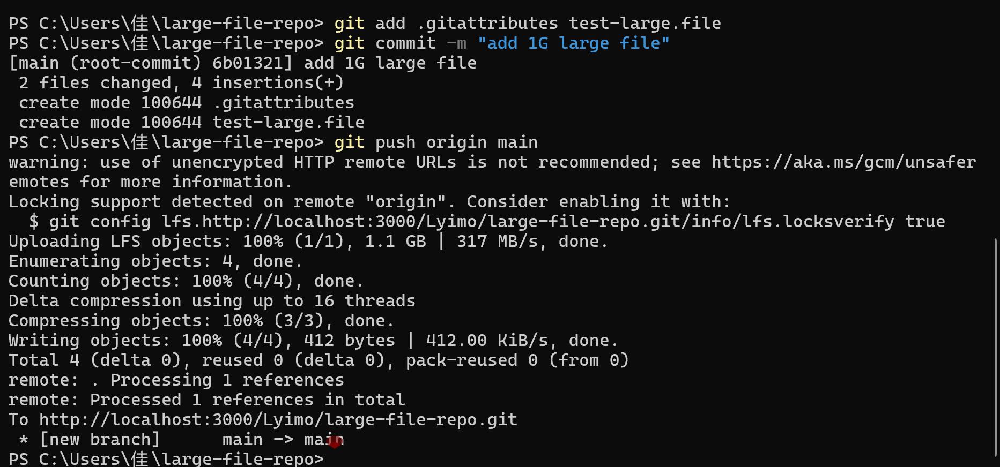 PS C:\Users\佳\large-file-repo> git add .gitattributes test-large.file
PS C:\Users\佳\large-file-repo> git commit -m "add 1G large file"
[main (root-commit) 6b01321] add 1G large file
 2 files changed, 4 insertions(+)
 create mode 100644 .gitattributes
 create mode 100644 test-large.file
PS C:\Users\佳\large-file-repo> git push origin main
warning: use of unencrypted HTTP remote URLs is not recommended; see https://aka.ms/gcm/unsafer
emotes for more information.
Locking support detected on remote "origin". Consider enabling it with:
  $ git config lfs.http://localhost:3000/Lyimo/large-file-repo.git/info/lfs.locksverify true
Uploading LFS objects: 100% (1/1), 1.1 GB | 317 MB/s, done.
Enumerating objects: 4, done.
Counting objects: 100% (4/4), done.
Delta compression using up to 16 threads
Compressing objects: 100% (3/3), done.
Writing objects: 100% (4/4), 412 bytes | 412.00 KiB/s, done.
Total 4 (delta 0), reused 0 (delta 0), pack-reused 0 (from 0)
remote: . Processing 1 references
remote: Processed 1 references in total
To http://localhost:3000/Lyimo/large-file-repo.git
 * [new branch]      main -> main
PS C:\Users\佳\large-file-repo>